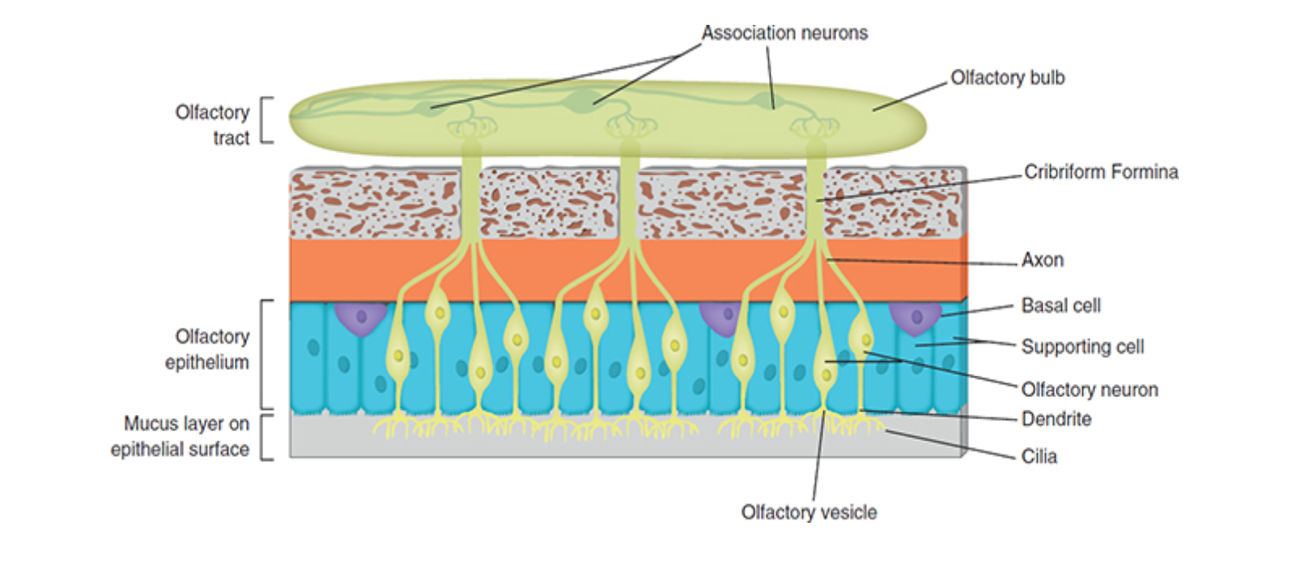 Association neurons
Olfactory bulb
Olfactory
tract
Cribriform Formina
Axon
Basal cell
Olfactory
epithelium
Supporting cell
Olfactory neuron
Dendrite
Mucus layer on
epithelial surface
Cilia
Olfactory vesicle